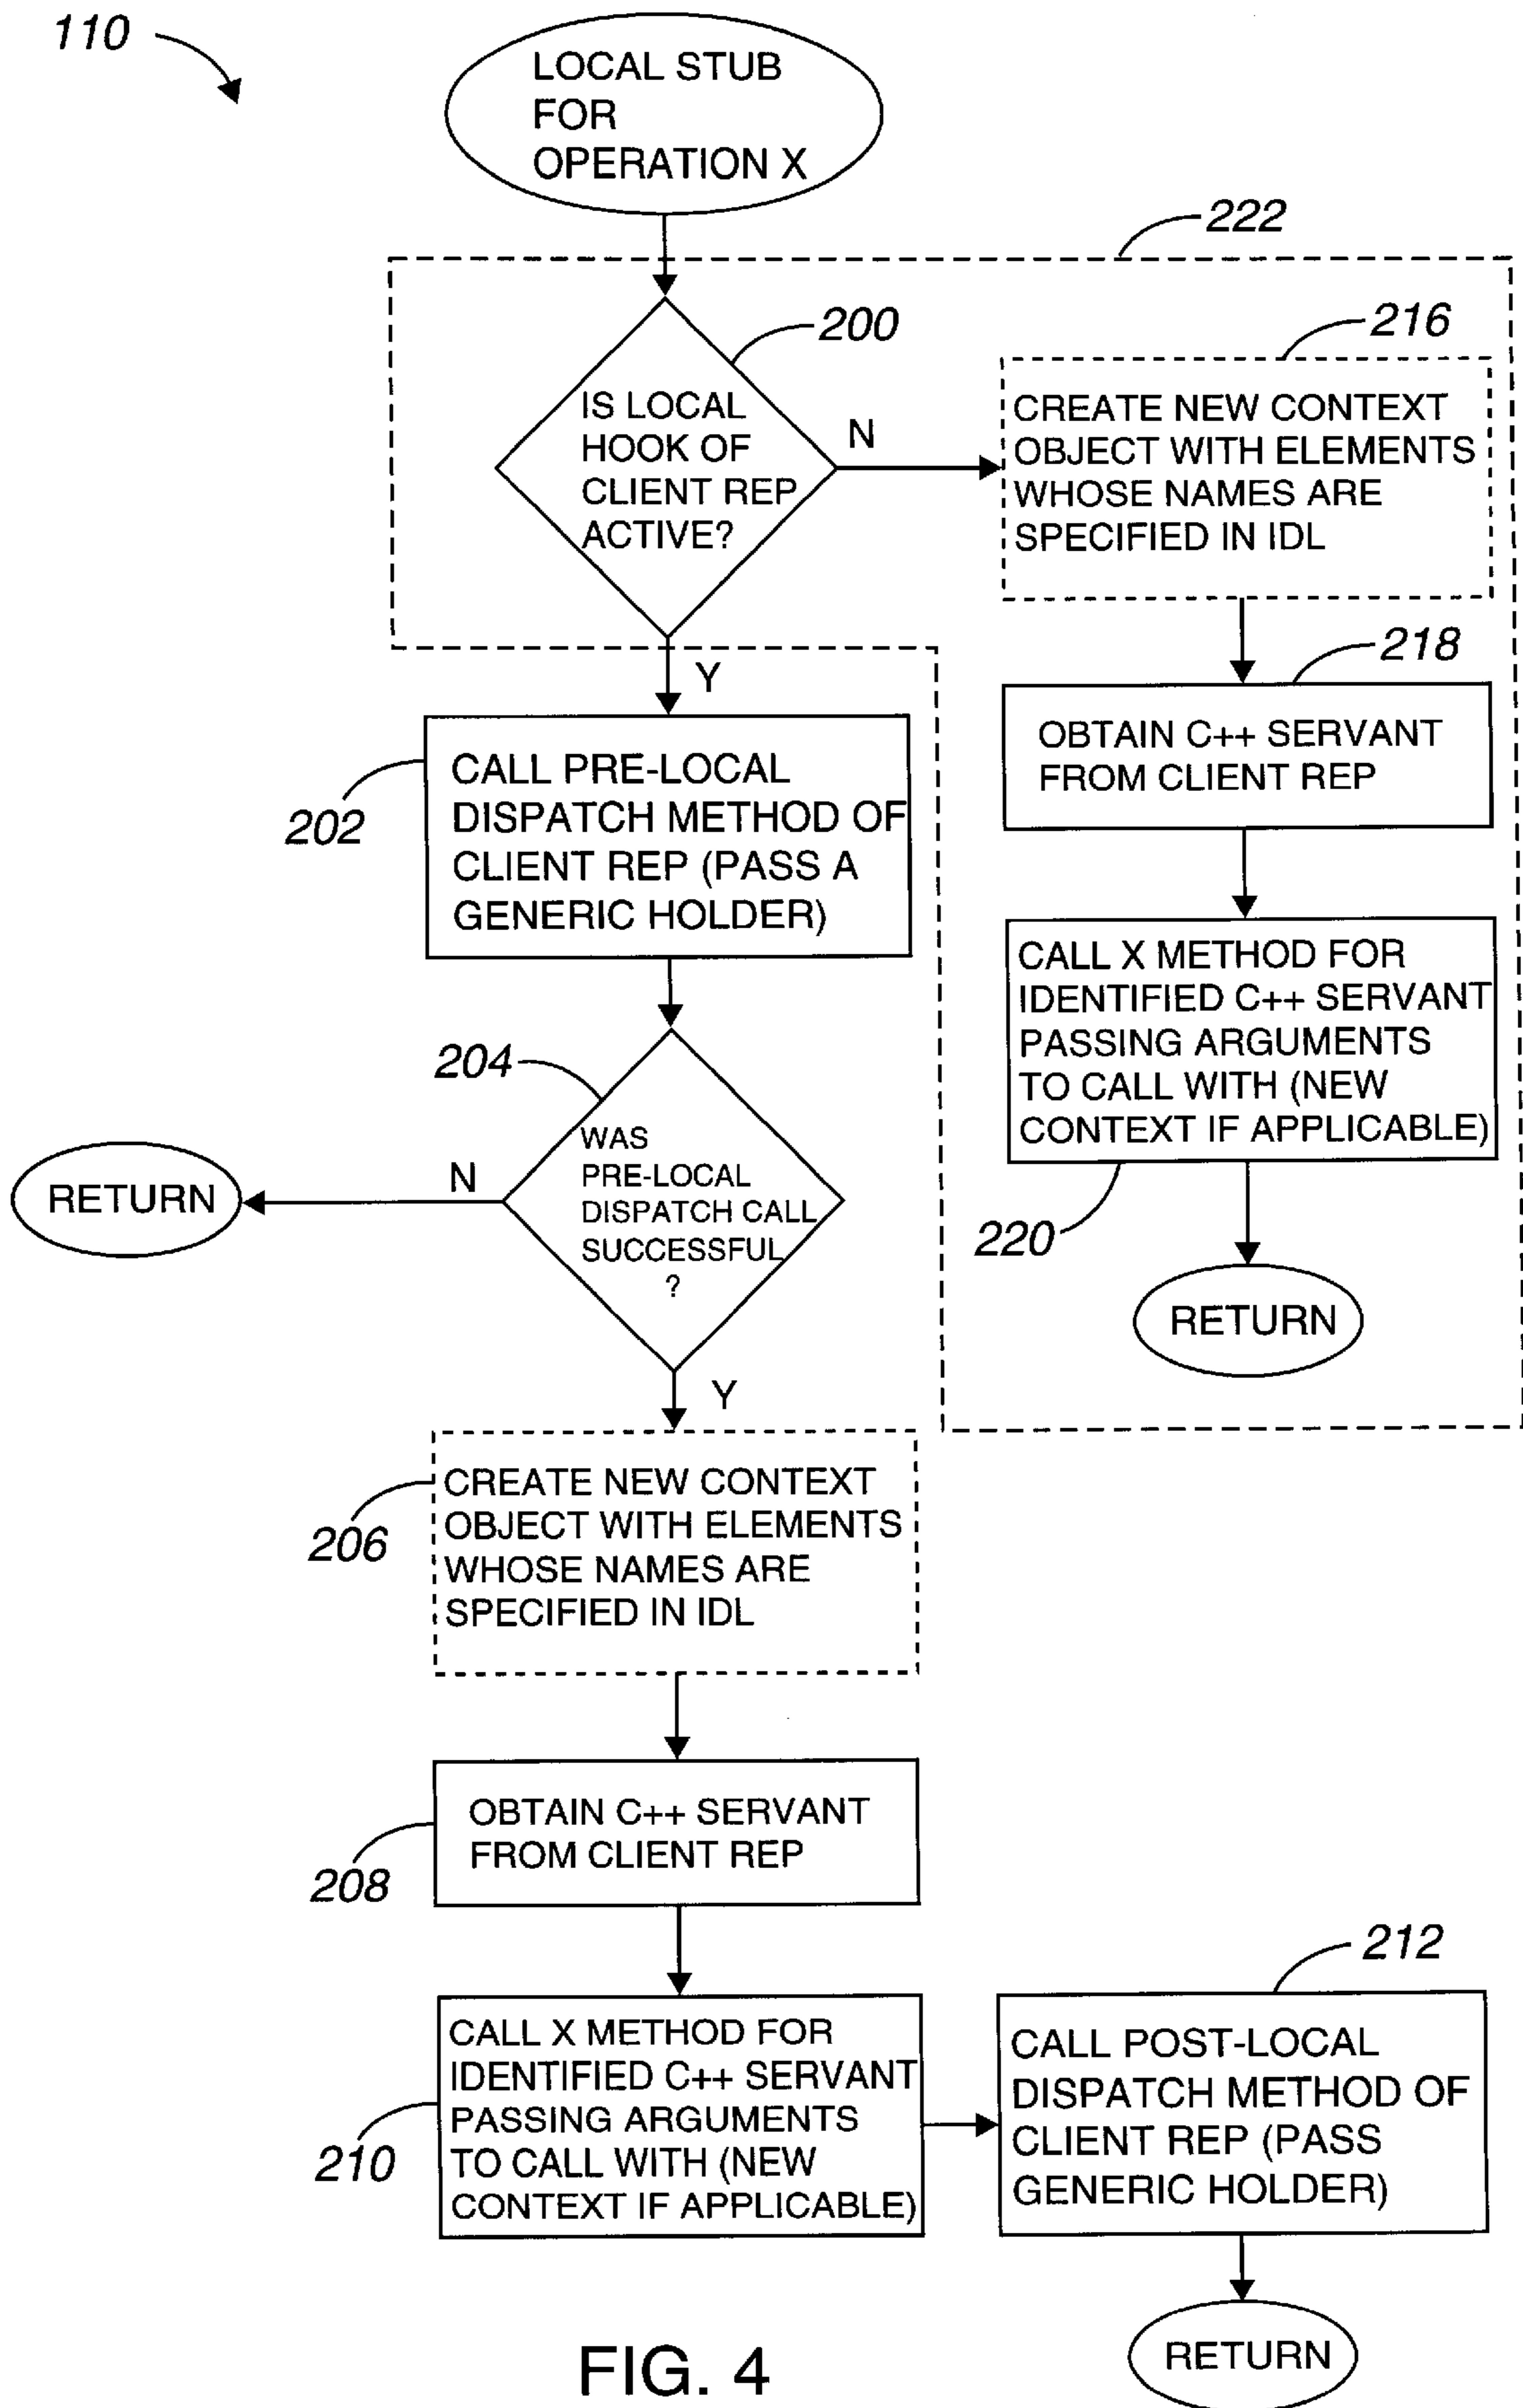 110
LOCAL STUB
FOR
OPERATION X
222
200
IS LOCAL
HOOK OF
CLIENT REP
ACTIVE?
N
216
CREATE NEW CONTEXT
OBJECT WITH ELEMENTS
WHOSE NAMES ARE
SPECIFIED IN IDL
Y
218
OBTAIN C++ SERVANT
FROM CLIENT REP
202
CALL PRE-LOCAL
DISPATCH METHOD OF
CLIENT REP (PASS A
GENERIC HOLDER)
CALL X METHOD FOR
IDENTIFIED C++ SERVANT
PASSING ARGUMENTS
TO CALL WITH (NEW
CONTEXT IF APPLICABLE)
220
RETURN
204
WAS
PRE-LOCAL
DISPATCH CALL
SUCCESSFUL
?
N
RETURN
Y
206
CREATE NEW CONTEXT
OBJECT WITH ELEMENTS
WHOSE NAMES ARE
SPECIFIED IN IDL
208
OBTAIN C++ SERVANT
FROM CLIENT REP
210
CALL X METHOD FOR
IDENTIFIED C++ SERVANT
PASSING ARGUMENTS
TO CALL WITH (NEW
CONTEXT IF APPLICABLE)
212
CALL POST-LOCAL
DISPATCH METHOD OF
CLIENT REP (PASS
GENERIC HOLDER)
RETURN
FIG. 4